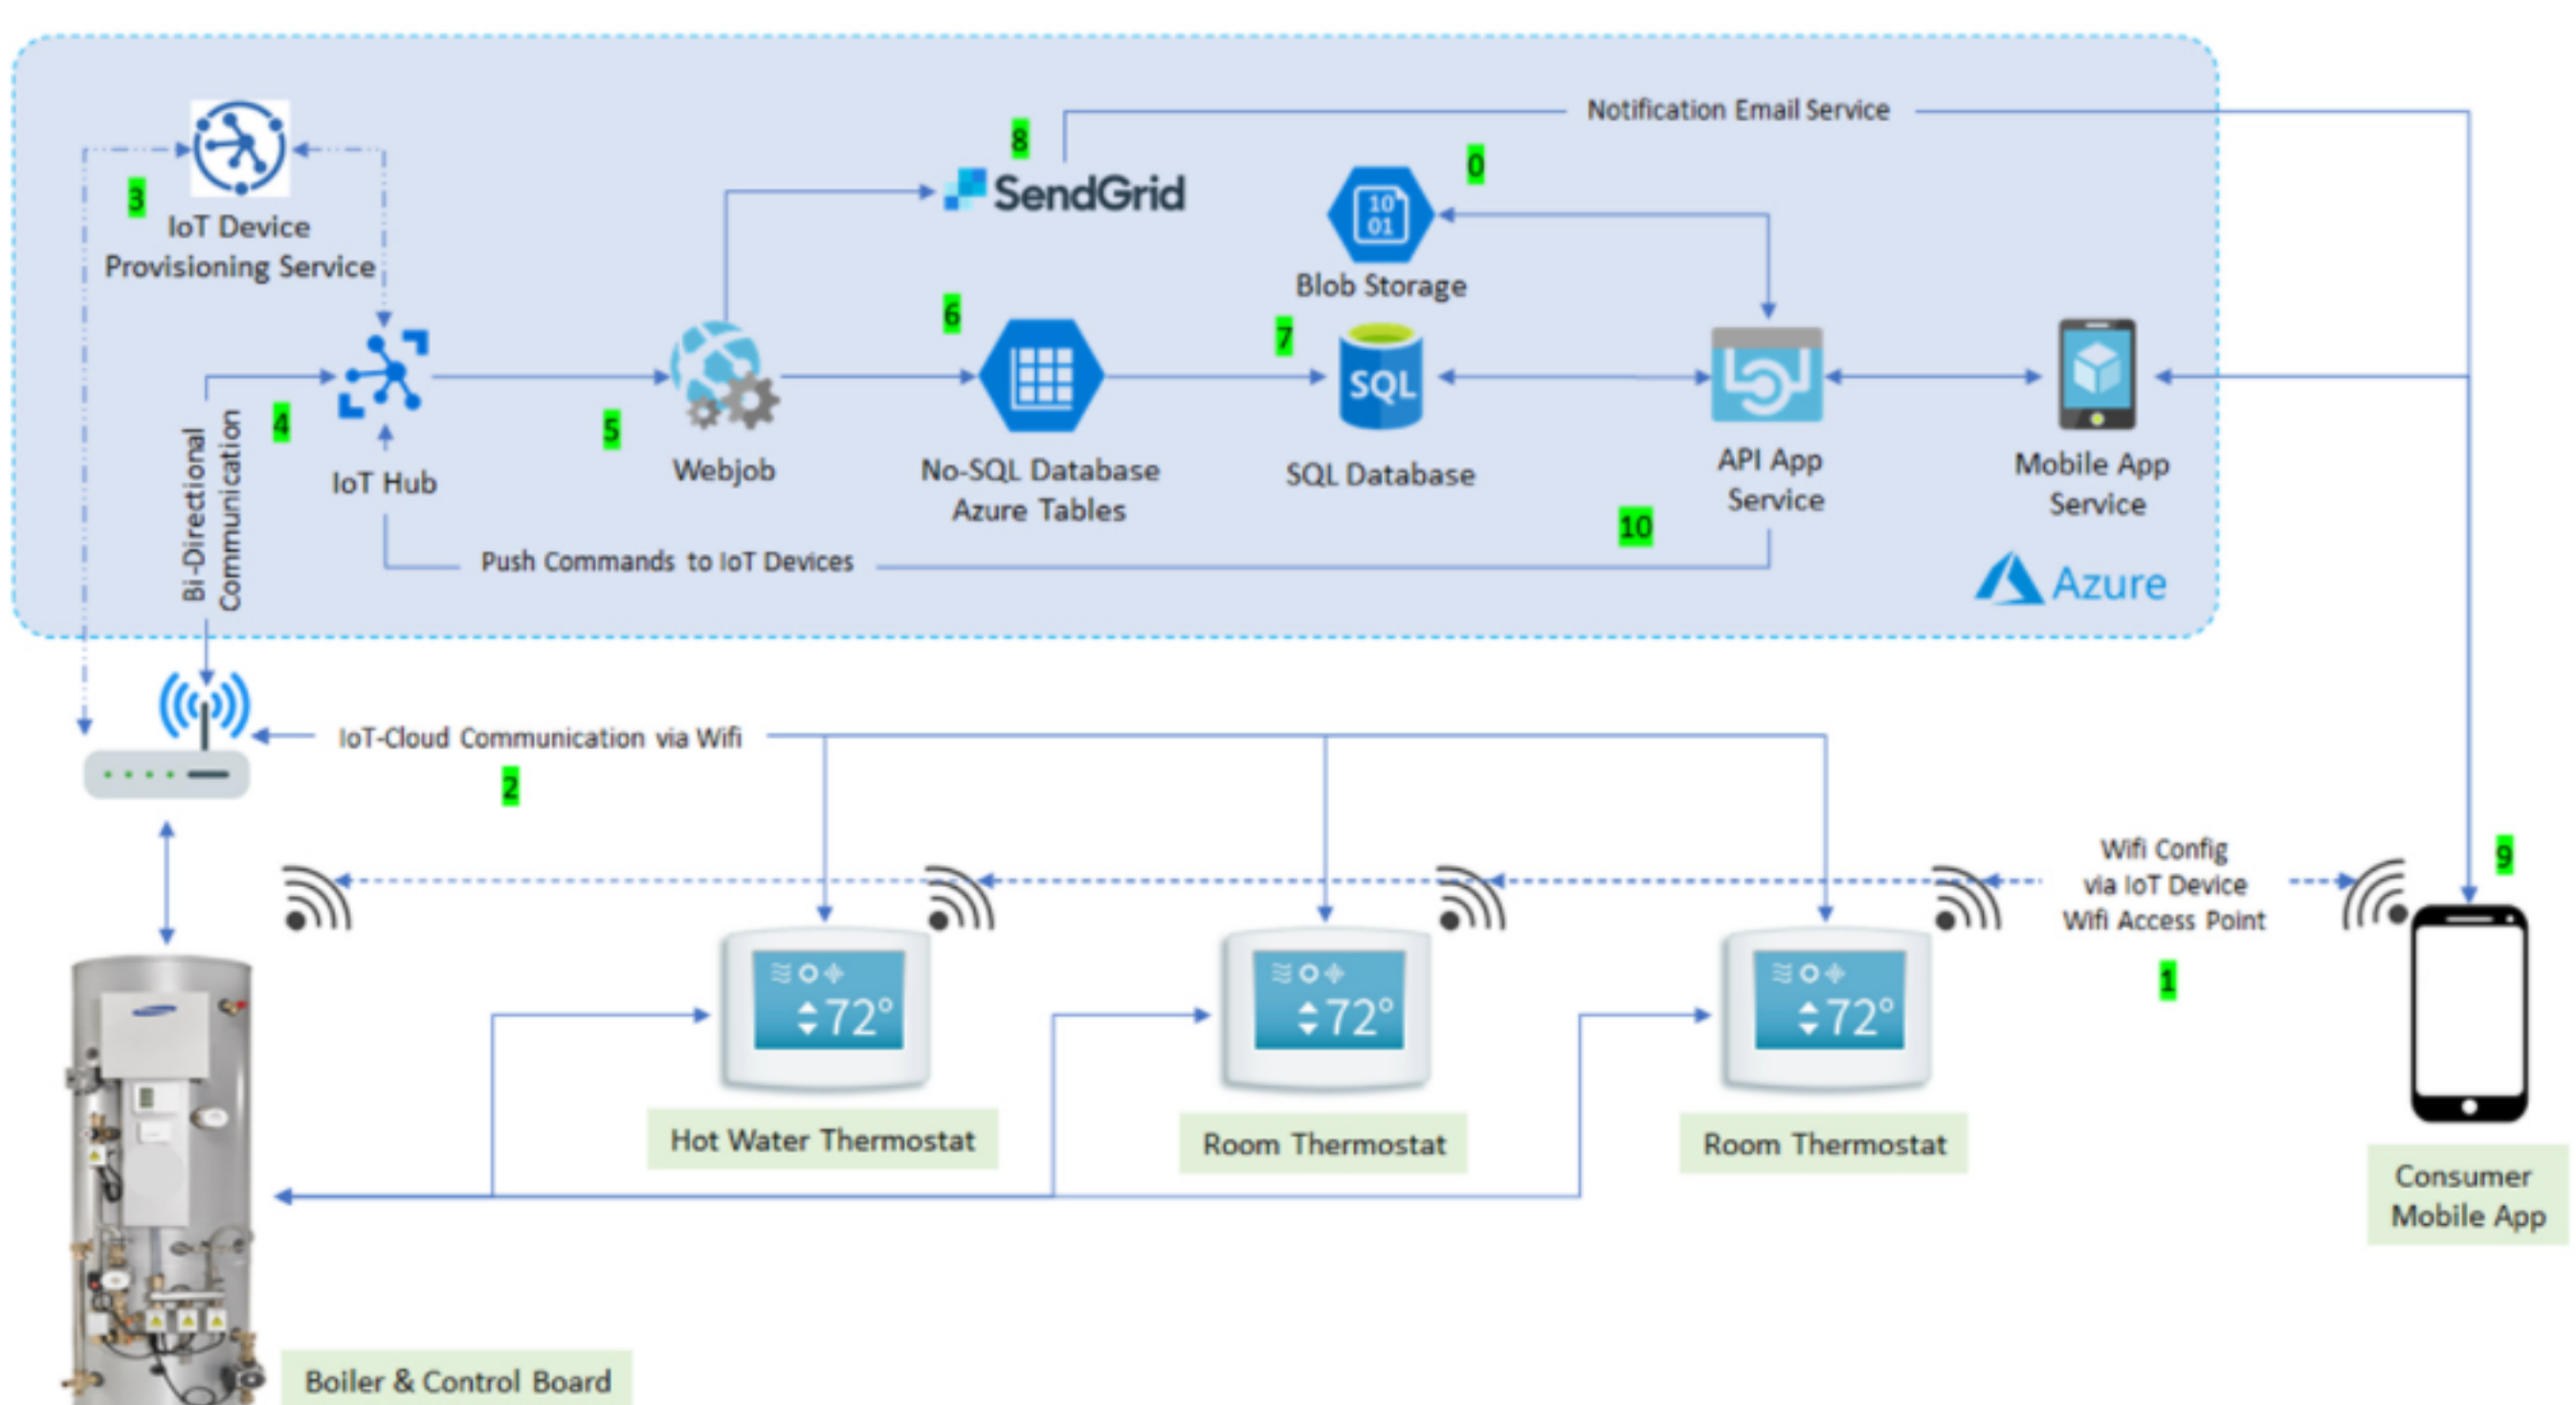 Notification Email Service
8
0
SendGrid
3
10
01
IoT Device
Provisioning Service
Blob Storage
6
7
SQL
4
5
Bi-Directional
Communication
IoT Hub
Webjob
No-SQL Database
Azure Tables
SQL Database
API App
Service
Mobile App
Service
10
Push Commands to IoT Devices
Azure
IoT-Cloud Communication via Wifi
2
Wifi Config
via IoT Device
Wifi Access Point
9
1
72°
72°
72°
Hot Water Thermostat
Room Thermostat
Room Thermostat
Consumer
Mobile App
Boiler & Control Board